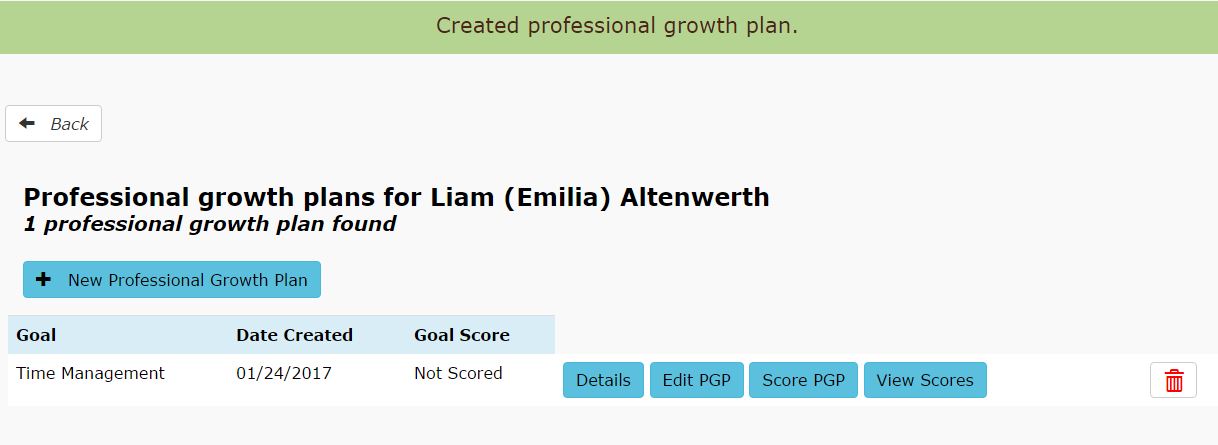 Created professional growth plan.
Back
Professional growth plans for Liam (Emilia) Altenwerth
1 professional growth plan found
New Professional Growth Plan
Goal Date Created Goal Score
Time Management 01/24/2017 Not Scored Details Edit PGP Score PGP View Scores